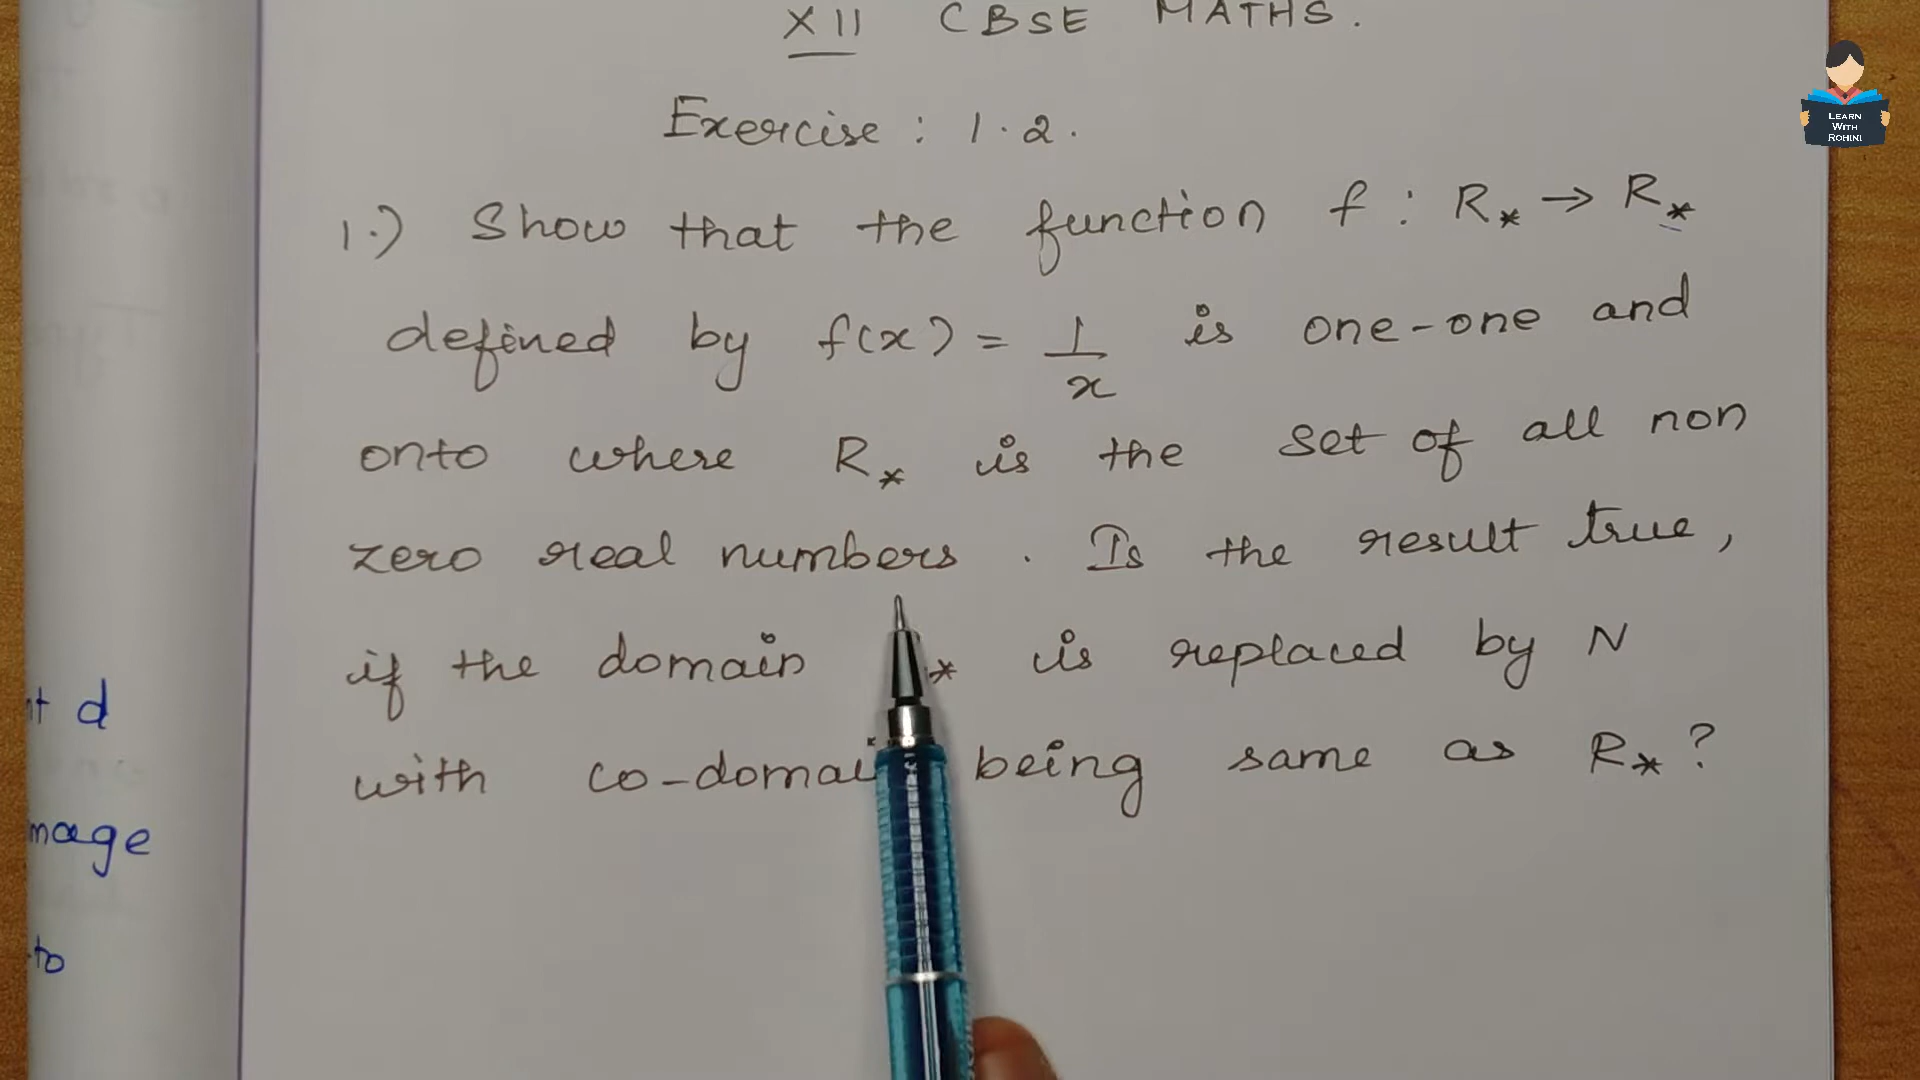 XII CBSE MATHS.
Exercise : 1.2.
1.) Show that the function f : R* → R*
defined by f(x) = 1/x is one-one and
onto where R* is the set of all non
zero real numbers. Is the result true,
if the domain * is replaced by N
with co-domai being same as R*?
d
mage
to
LEARN
WITH
ROHINI